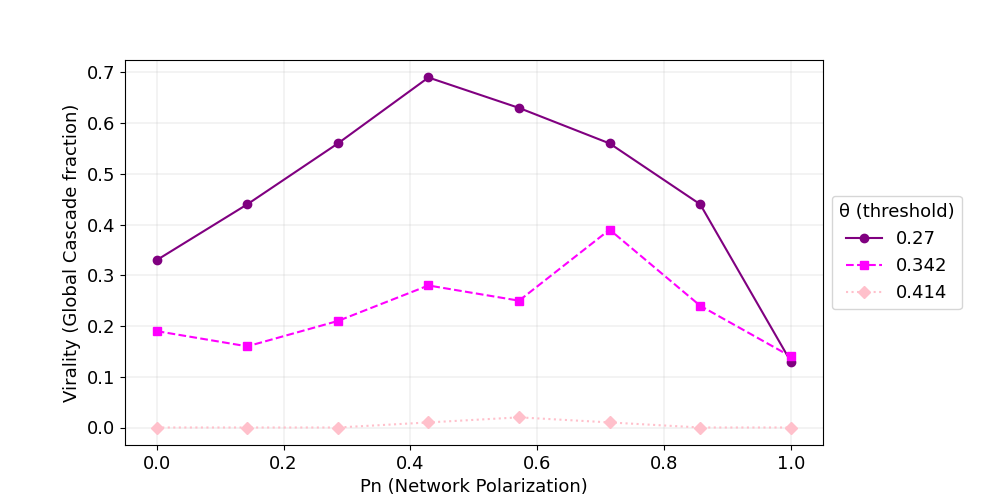 0.7
0.6
0.5
0.4
0.3
0.2
0.1
0.0
Virality (Global Cascade fraction)
0.0 0.2 0.4 0.6 0.8 1.0
Pn (Network Polarization)
θ (threshold)
0.27
0.342
0.414